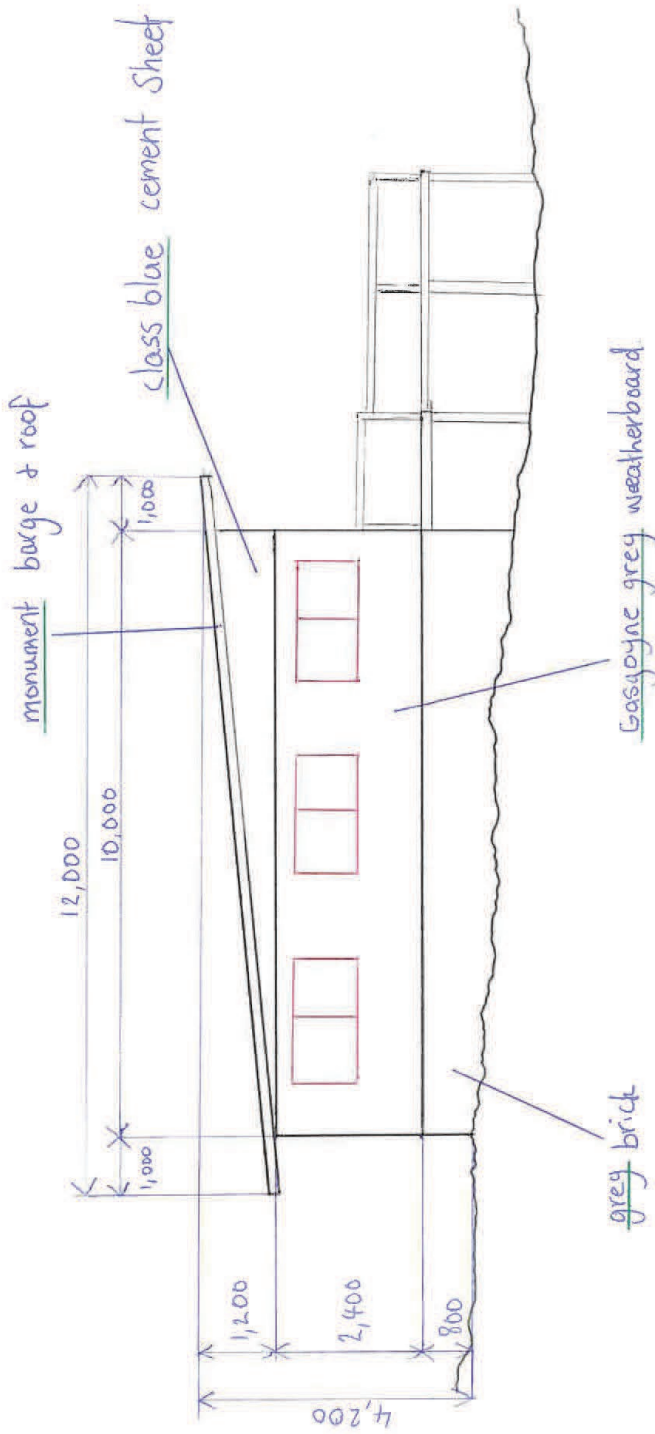 monument barge & roof
class blue cement sheet
12,000
1,000
10,000
1,000
1,200
2,400
800
4,200
grey brick
Gasgoyne grey weatherboard